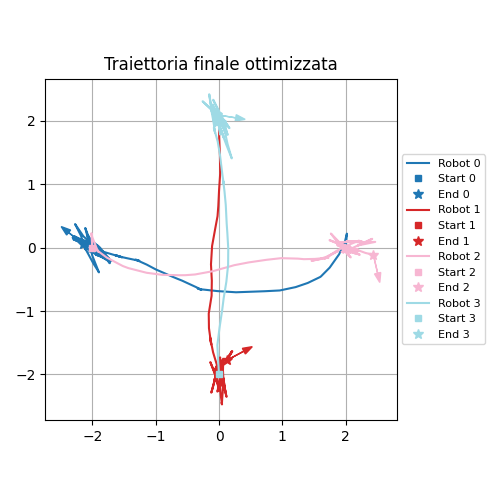 Traiettoria finale ottimizzata
2
1
0
−1
−2
−2
−1
0
1
2
Robot 0
Start 0
End 0
Robot 1
Start 1
End 1
Robot 2
Start 2
End 2
Robot 3
Start 3
End 3